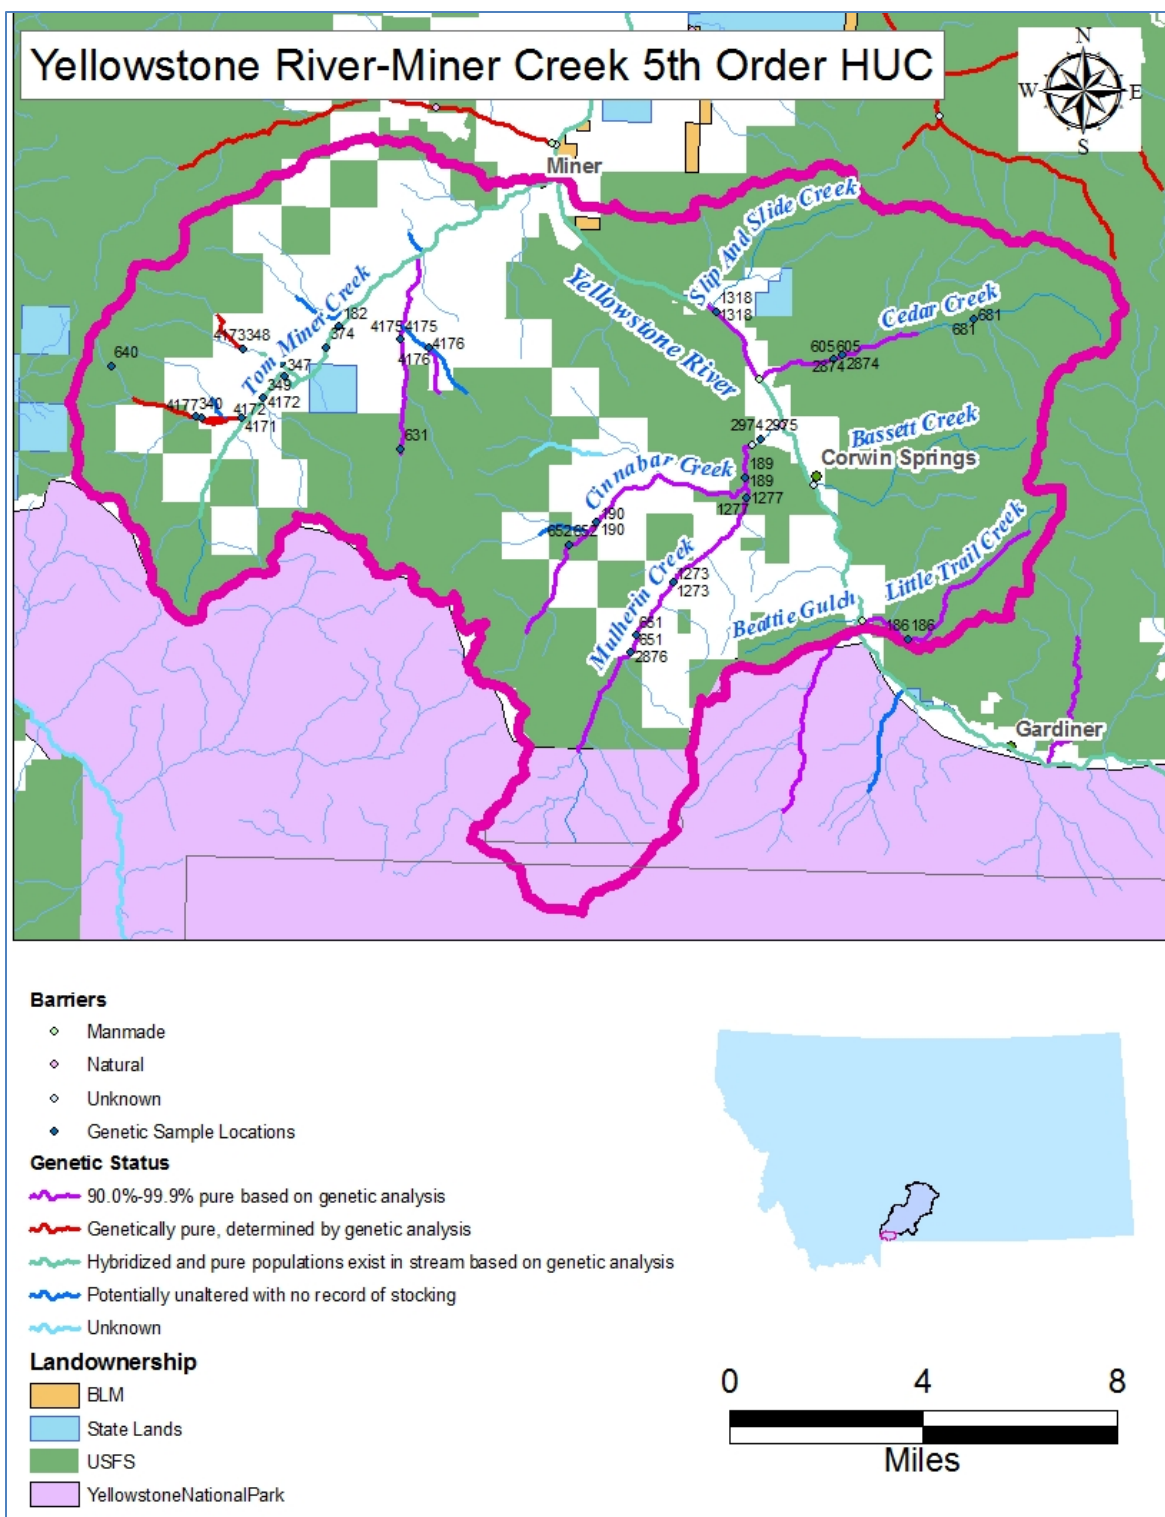 Yellowstone River-Miner Creek 5th Order HUC
N
W E
S
Miner
Slip And Slide Creek
Yellowstone River
1318
1318
Cedar Creek
681
681
605 605
2874 2874
Tom Miner Creek
182
374
4175 4175
4176
4176
4173 348
640
347
349
4172
4177 340
4172
4171
631
2974 2975
Bassett Creek
Corwin Springs
Cinnabar Creek
189
189
1277
1277
190
190
652 652
Mulherin Creek
1273
1273
Little Trail Creek
Beattie Gulch
186 186
651
651
2876
Gardiner
Barriers
Manmade
Natural
Unknown
Genetic Sample Locations
Genetic Status
90.0%-99.9% pure based on genetic analysis
Genetically pure, determined by genetic analysis
Hybridized and pure populations exist in stream based on genetic analysis
Potentially unaltered with no record of stocking
Unknown
Landownership
BLM
State Lands
USFS
YellowstoneNationalPark
0 4 8
Miles